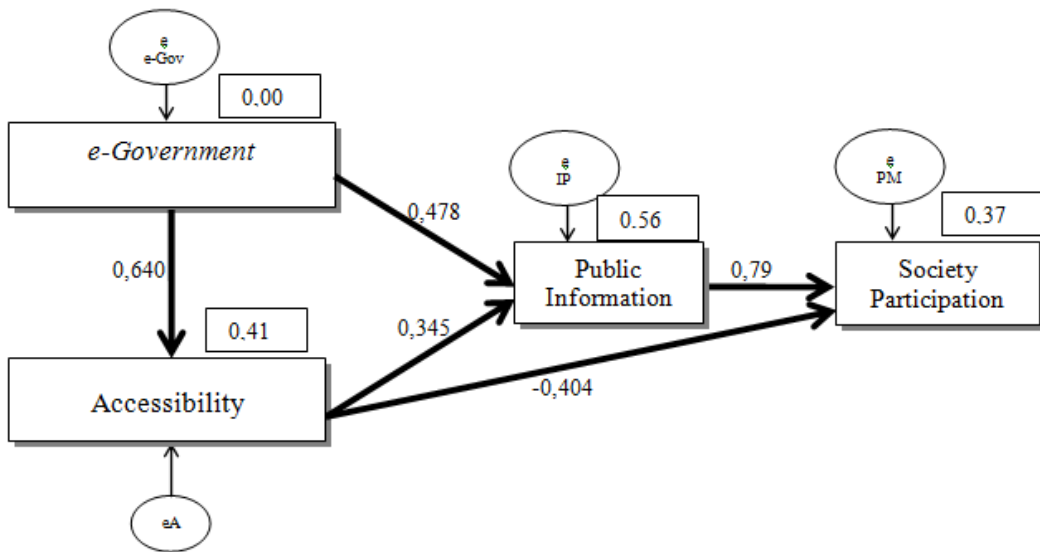 e
e-Gov
0,00
e-Government
e
IP
e
PM
0,478
0.56
0,37
0,640
Public
Information
0,79
Society
Participation
0,41
0,345
Accessibility
-0,404
eA